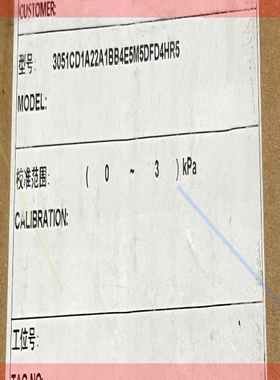 CUSTOMER:
型号: 3051CD1A22A1BB4E5M5DFD4HR5
MODEL:
校准范围: ( 0 ~ 3 ) kPa
CALIBRATION:
工位号:
TAG NO: